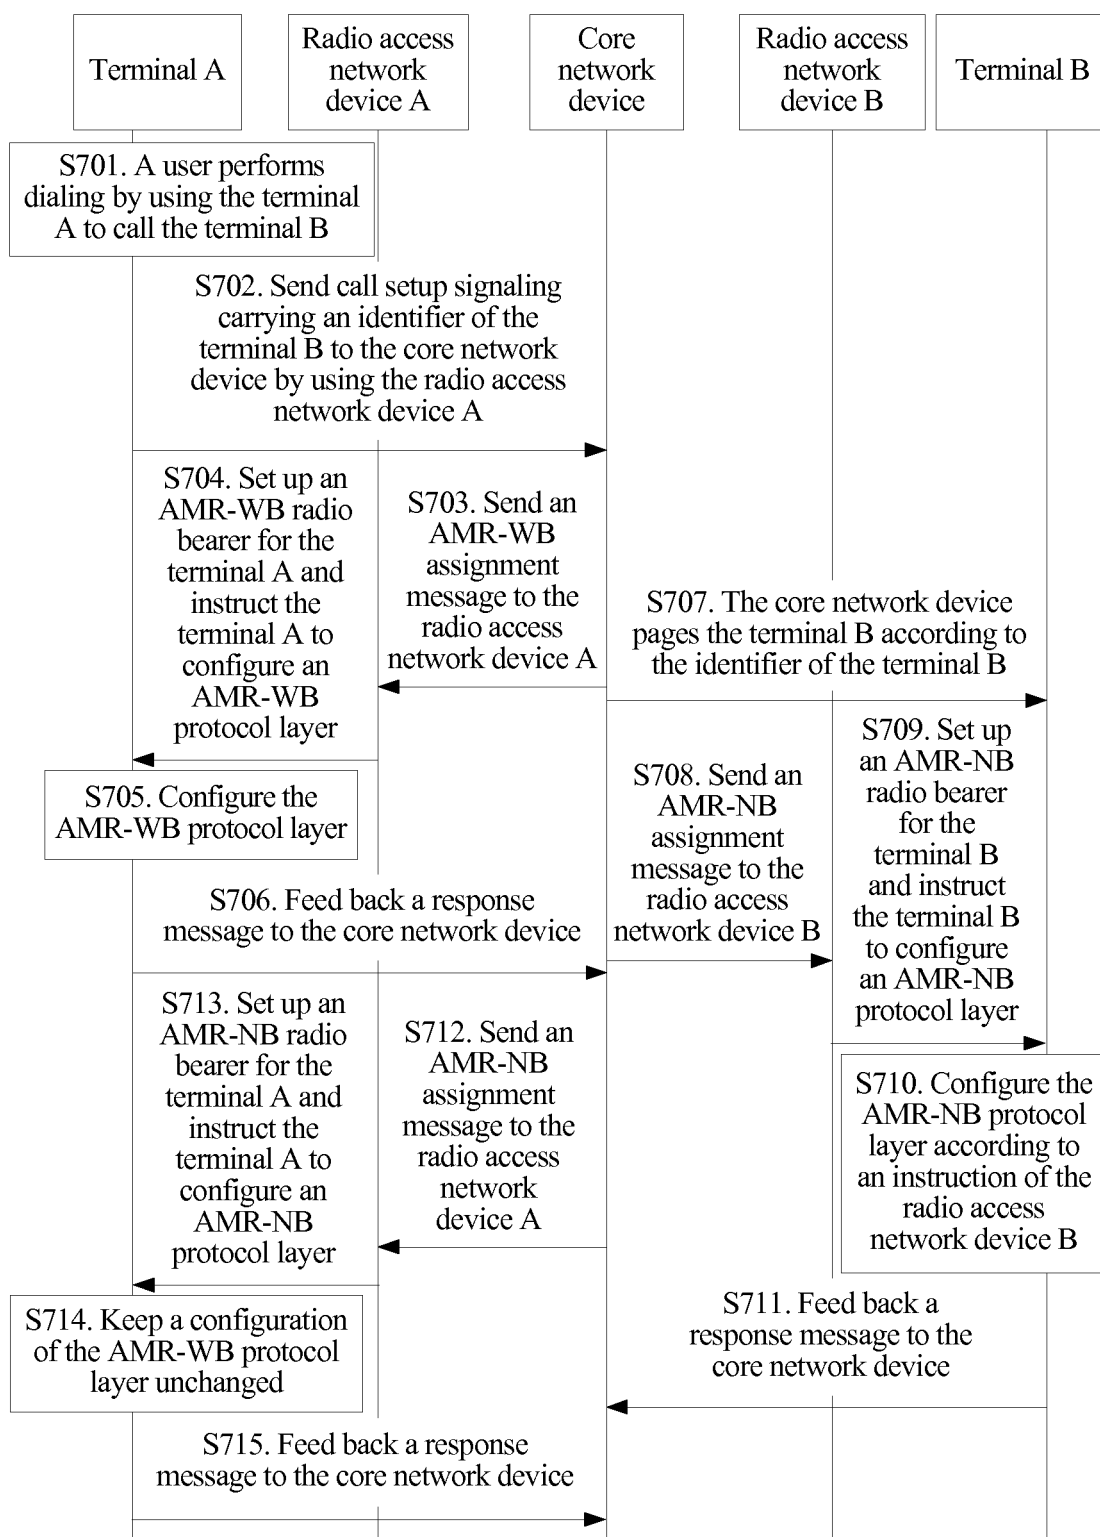 Terminal A
Radio access
network
device A
Core
network
device
Radio access
network
device B
Terminal B
S701. A user performs
dialing by using the terminal
A to call the terminal B
S702. Send call setup signaling
carrying an identifier of the
terminal B to the core network
device by using the radio access
network device A
S704. Set up an
AMR-WB radio
bearer for the
terminal A and
instruct the
terminal A to
configure an
AMR-WB
protocol layer
S703. Send an
AMR-WB
assignment
message to the
radio access
network device A
S707. The core network device
pages the terminal B according to
the identifier of the terminal B
S705. Configure the
AMR-WB protocol layer
S708. Send an
AMR-NB
assignment
message to the
radio access
network device B
S709. Set up
an AMR-NB
radio bearer
for the
terminal B
and instruct
the terminal B
to configure
an AMR-NB
protocol layer
S706. Feed back a response
message to the core network device
S713. Set up an
AMR-NB radio
bearer for the
terminal A and
instruct the
terminal A to
configure an
AMR-NB
protocol layer
S712. Send an
AMR-NB
assignment
message to the
radio access
network
device A
S710. Configure the
AMR-NB protocol
layer according to
an instruction of the
radio access
network device B
S714. Keep a configuration
of the AMR-WB protocol
layer unchanged
S711. Feed back a
response message to the
core network device
S715. Feed back a response
message to the core network device